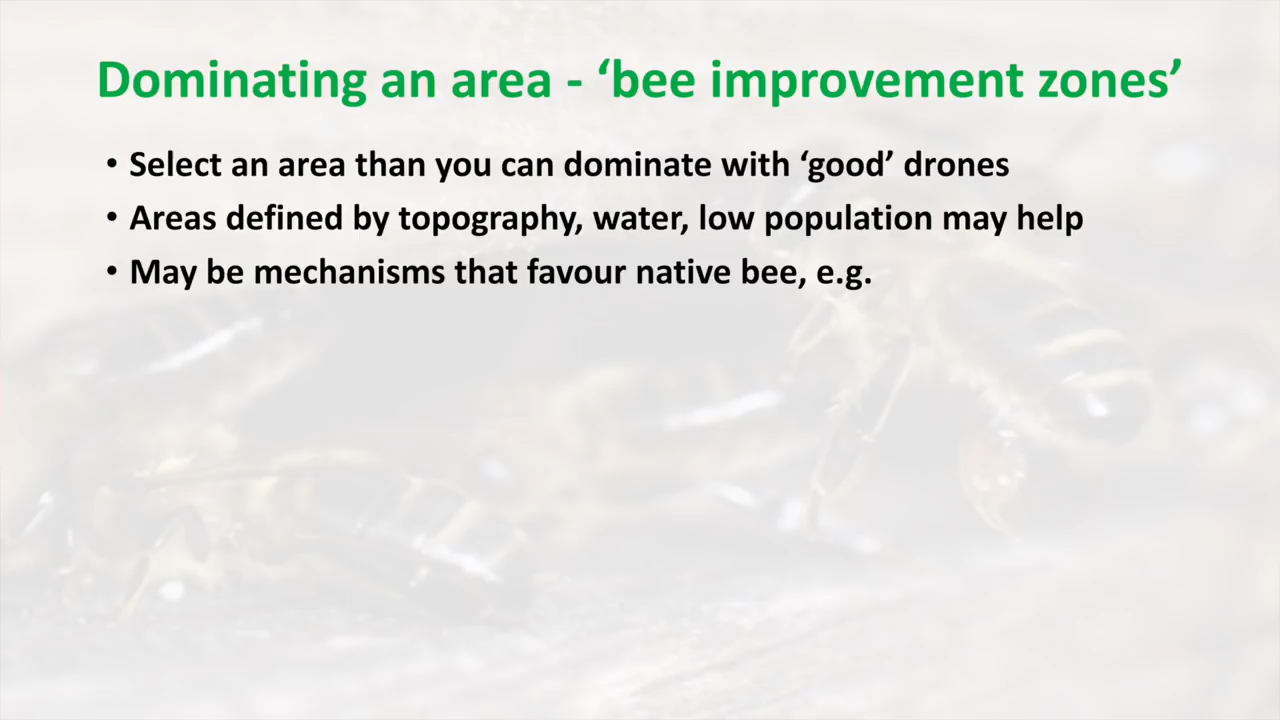 Dominating an area - ‘bee improvement zones’
• Select an area than you can dominate with ‘good’ drones
• Areas defined by topography, water, low population may help
• May be mechanisms that favour native bee, e.g.